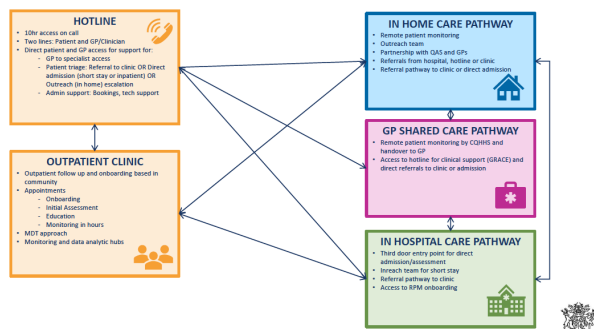 HOTLINE
• 10hr access on call
• Two lines: Patient and GP/Clinician
• Direct patient and GP access for support for:
- GP to specialist access
- Patient triage: Referral to clinic OR Direct
admission (short stay or inpatient) OR
Outreach (in home) escalation
- Admin support: Bookings, tech support
OUTPATIENT CLINIC
• Outpatient follow up and onboarding based in
community
• Appointments
- Onboarding
- Initial Assessment
- Education
- Monitoring in hours
• MDT approach
• Monitoring and data analytic hubs
IN HOME CARE PATHWAY
• Remote patient monitoring
• Outreach team
• Partnership with QAS and GPs
• Referrals from hospital, hotline or clinic
• Referral pathway to clinic or direct admission
GP SHARED CARE PATHWAY
• Remote patient monitoring by CQHHS and
handover to GP
• Access to hotline for clinical support (GRACE) and
direct referrals to clinic or admission
IN HOSPITAL CARE PATHWAY
• Third door entry point for direct
admission/assessment
• Inreach team for short stay
• Referral pathway to clinic
• Access to RPM onboarding